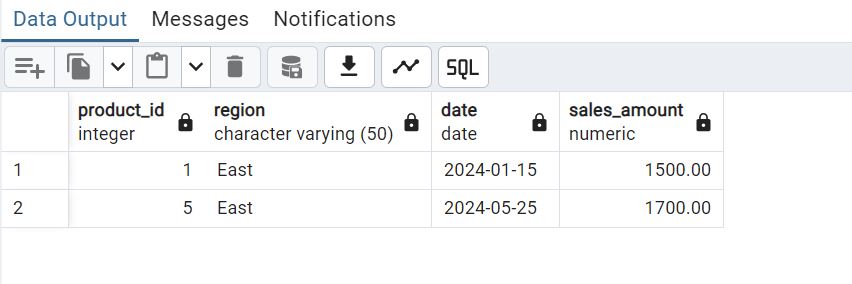 Data Output Messages Notifications
SQL
product_id region date sales_amount
integer character varying (50) date numeric
1 1 East 2024-01-15 1500.00
2 5 East 2024-05-25 1700.00